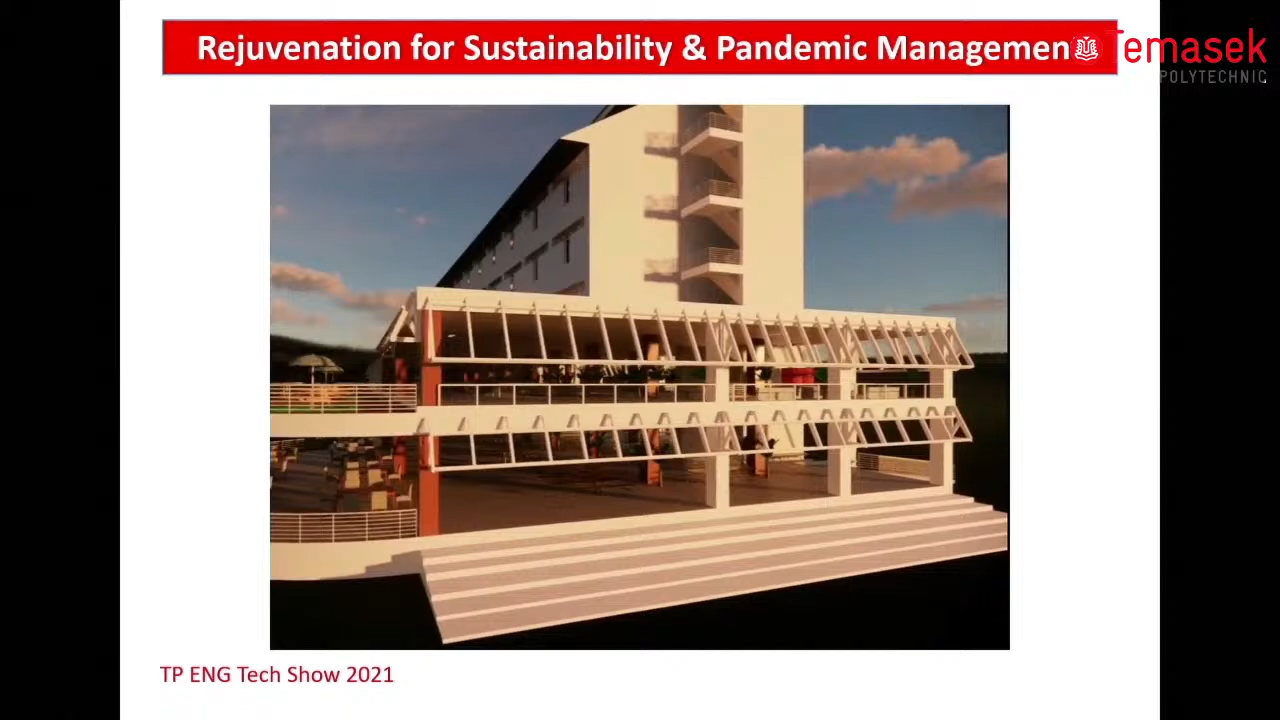 Rejuvenation for Sustainability & Pandemic Managemen
Temasek
POLYTECHNIC
TP ENG Tech Show 2021